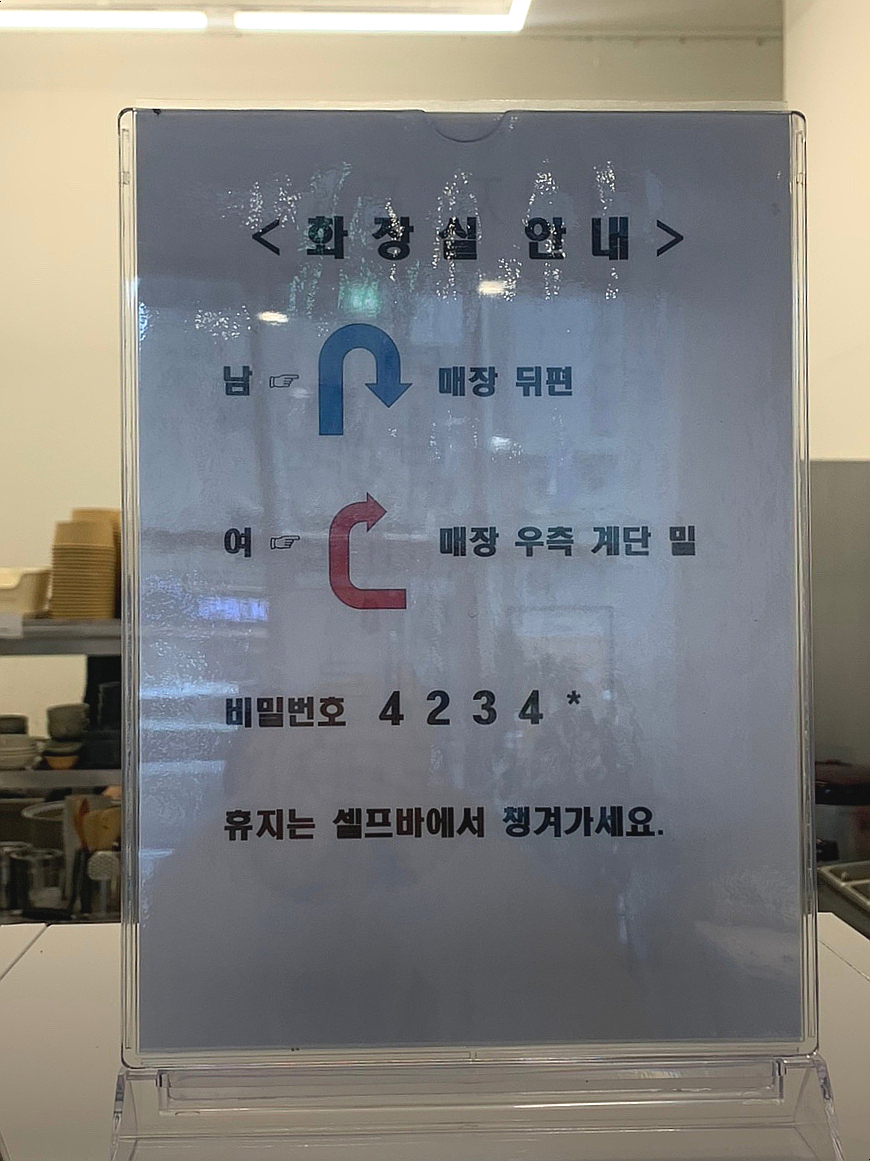 <화장실 안내>
남 ☞ 매장 뒤편
여 ☞ 매장 우측 계단 밑
비밀번호 4234*
휴지는 셀프바에서 챙겨가세요.